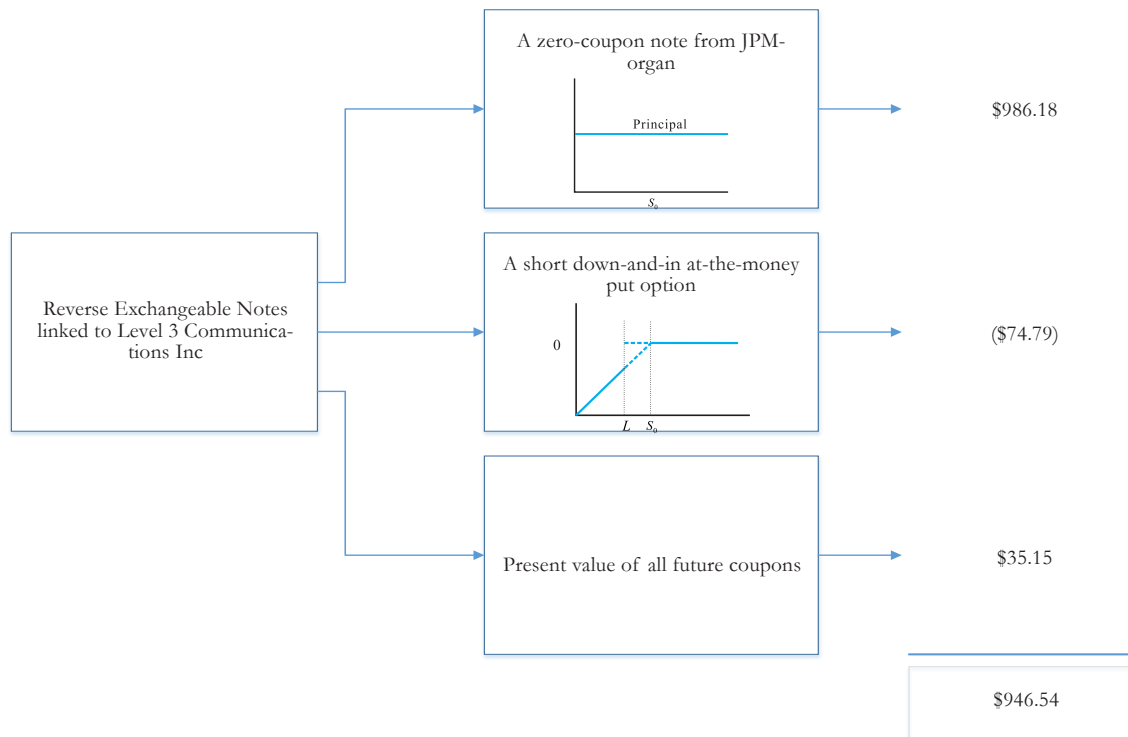 A zero-coupon note from JPM-
organ
Principal
S₀
$986.18
Reverse Exchangeable Notes
linked to Level 3 Communica-
tions Inc
A short down-and-in at-the-money
put option
0
L S₀
($74.79)
Present value of all future coupons
$35.15
$946.54